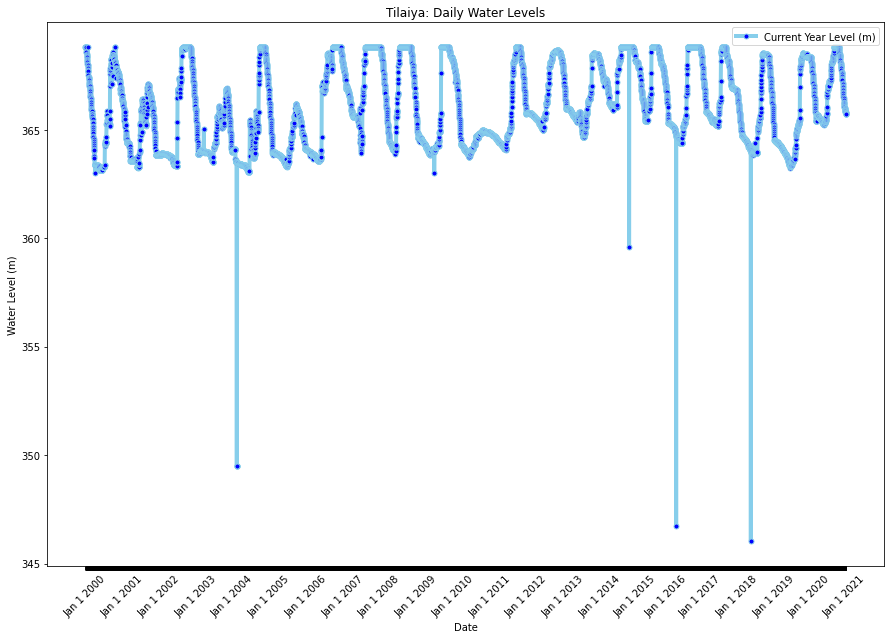 Tilaiya: Daily Water Levels
Current Year Level (m)
Water Level (m)
365
360
355
350
345
Jan 1 2000
Jan 1 2001
Jan 1 2002
Jan 1 2003
Jan 1 2004
Jan 1 2005
Jan 1 2006
Jan 1 2007
Jan 1 2008
Jan 1 2009
Jan 1 2010
Jan 1 2011
Jan 1 2012
Jan 1 2013
Jan 1 2014
Jan 1 2015
Jan 1 2016
Jan 1 2017
Jan 1 2018
Jan 1 2019
Jan 1 2020
Jan 1 2021
Date